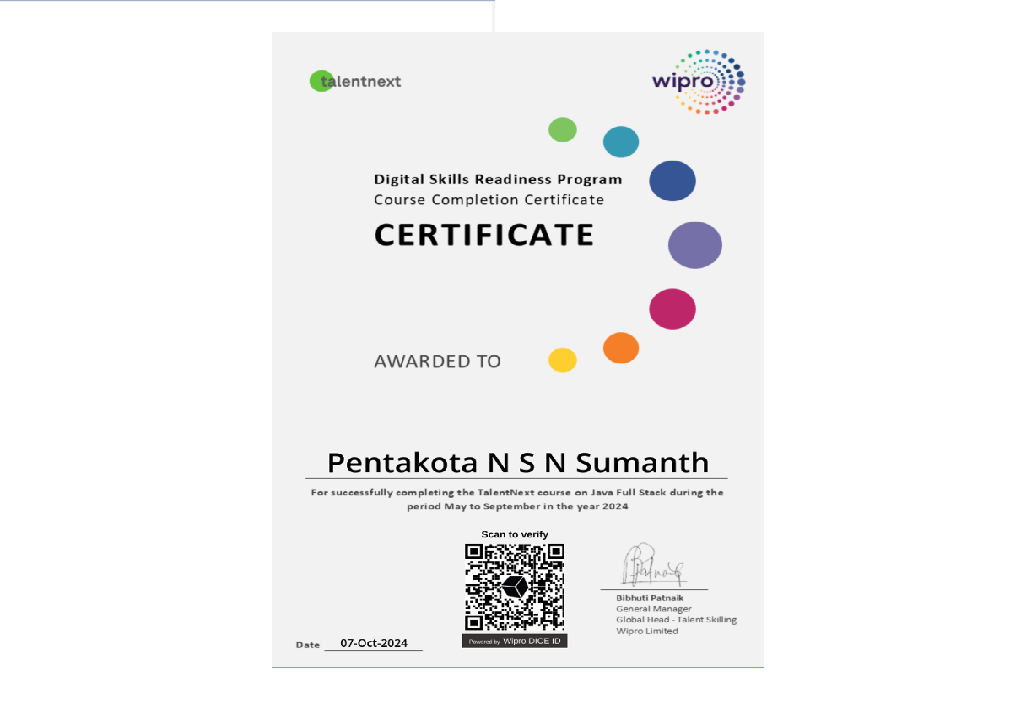 talentnext
wipro
Digital Skills Readiness Program
Course Completion Certificate
CERTIFICATE
AWARDED TO
Pentakota N S N Sumanth
For successfully completing the TalentNext course on Java Full Stack during the
period May to September in the year 2024
Scan to verify
Powered by Wipro DICE ID
Bibhuti Patnaik
General Manager
Global Head - Talent Skilling
Wipro Limited
Date 07-Oct-2024